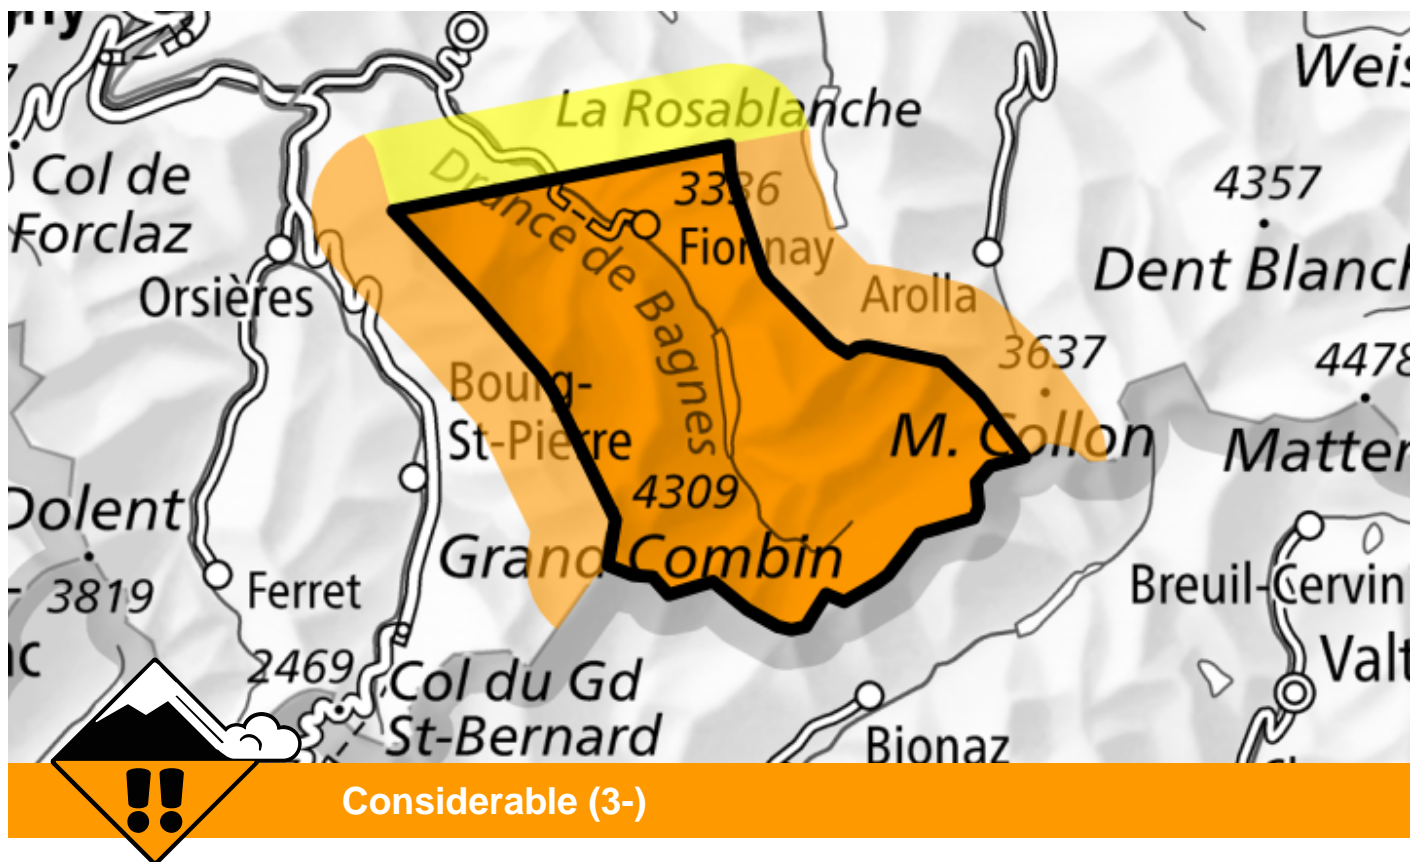 La Rosablanche
Weis
Col de
Forclaz
3336
4357
Drance de Bagnes
Fionnay
Dent Blanch
Orsières
Arolla
3637
4478
Bourg-
St-Pierre
M. Collon
Matter
Dolent
4309
Grand Combin
3819
Ferret
Breuil-Cervin
2469
Col du Gd
St-Bernard
Valt
Bionaz
Considerable (3-)